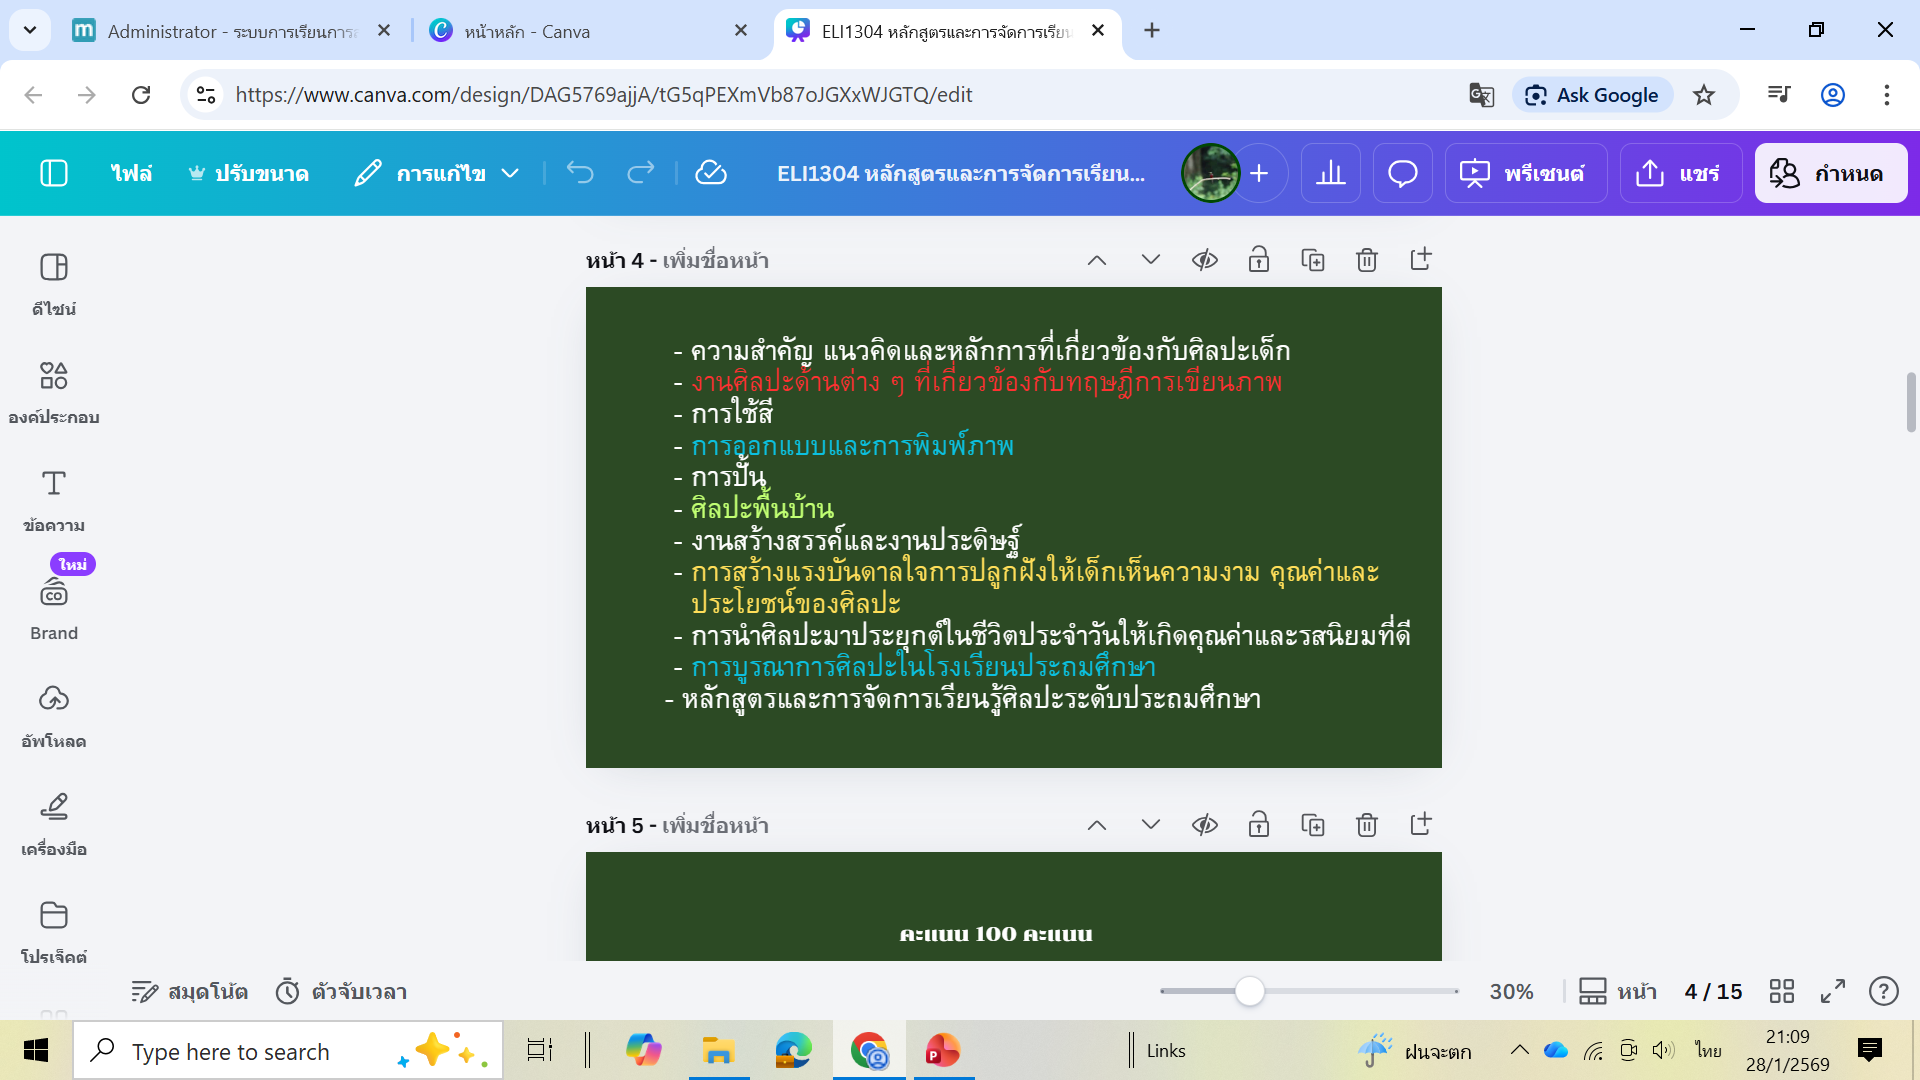 Administrator - ระบบการเรียนการส
หน้าหลัก - Canva
ELI1304 หลักสูตรและการจัดการเรียน
https://www.canva.com/design/DAG5769ajjA/tG5qPEXmVb87oJGXxWJGTQ/edit
Ask Google
ไฟล์
ปรับขนาด
การแก้ไข
ELI1304 หลักสูตรและการจัดการเรียน...
พรีเซนต์
แชร์
กำหนด
ดีไซน์
องค์ประกอบ
ข้อความ
ใหม่
Brand
อัพโหลด
เครื่องมือ
โปรเจ็คต์
หน้า 4 - เพิ่มชื่อหน้า
- ความสำคัญ แนวคิดและหลักการที่เกี่ยวข้องกับศิลปะเด็ก
- งานศิลปะด้านต่าง ๆ ที่เกี่ยวข้องกับทฤษฎีการเขียนภาพ
- การใช้สี
- การออกแบบและการพิมพ์ภาพ
- การปั้น
- ศิลปะพื้นบ้าน
- งานสร้างสรรค์และงานประดิษฐ์
- การสร้างแรงบันดาลใจการปลูกฝังให้เด็กเห็นความงาม คุณค่าและ
ประโยชน์ของศิลปะ
- การนำศิลปะมาประยุกต์ในชีวิตประจำวันให้เกิดคุณค่าและรสนิยมที่ดี
- การบูรณาการศิลปะในโรงเรียนประถมศึกษา
- หลักสูตรและการจัดการเรียนรู้ศิลปะระดับประถมศึกษา
หน้า 5 - เพิ่มชื่อหน้า
คะแนน 100 คะแนน
สมุดโน้ต
ตัวจับเวลา
30%
หน้า
4 / 15
Type here to search
Links
ฝนจะตก
ไทย
21:09
28/1/2569